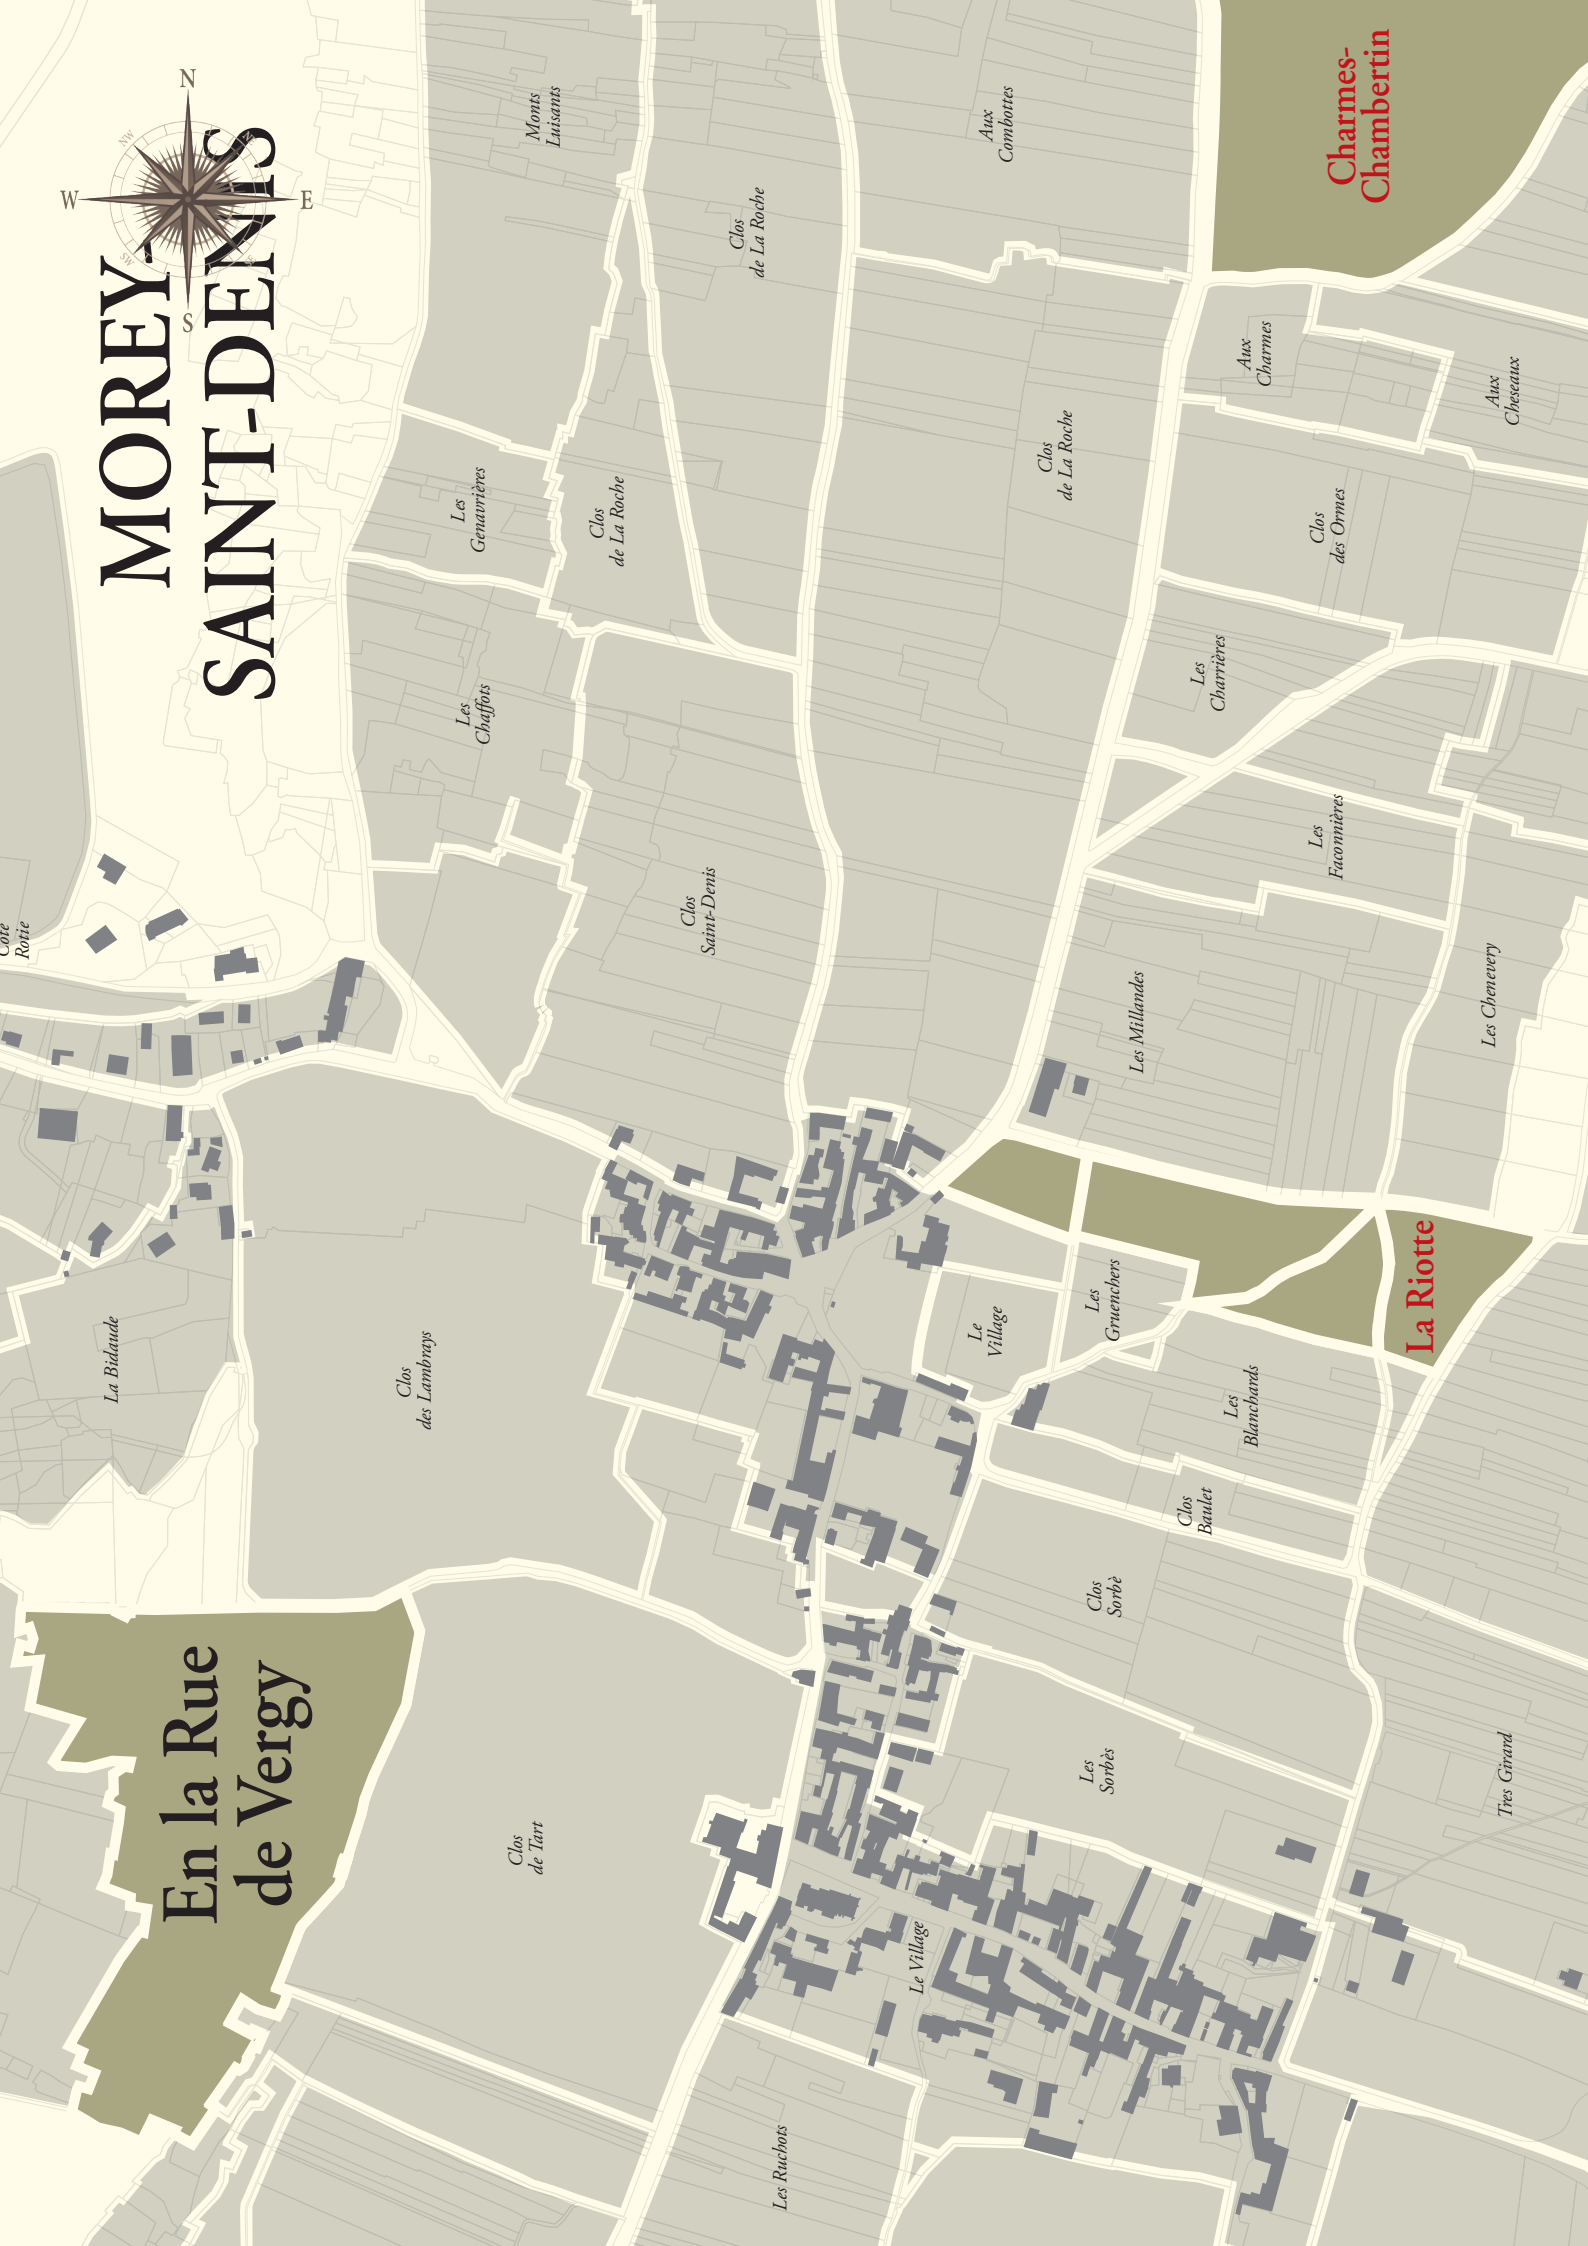 MOREY-
SAINT-DENIS
N
NE
E
SE
S
SW
W
NW
Monts
Luisants
Clos
de La Roche
Aux
Combottes
Charmes-
Chambertin
Aux
Charmes
Aux
Cheseaux
Les
Genavrières
Clos
de La Roche
Clos
de La Roche
Clos
des Ormes
Les
Chaffots
Les
Charrières
Côte
Rotie
Clos
Saint-Denis
Les
Faconnières
Les Millandes
Les Chenevery
La Bidaude
Clos
des Lambrays
Le
Village
Les
Gruenchers
La Riotte
Les
Blanchards
Clos
Baulet
Clos
Sorbè
En la Rue
de Vergy
Clos
de Tart
Les
Sorbès
Tres Girard
Le Village
Les Ruchots